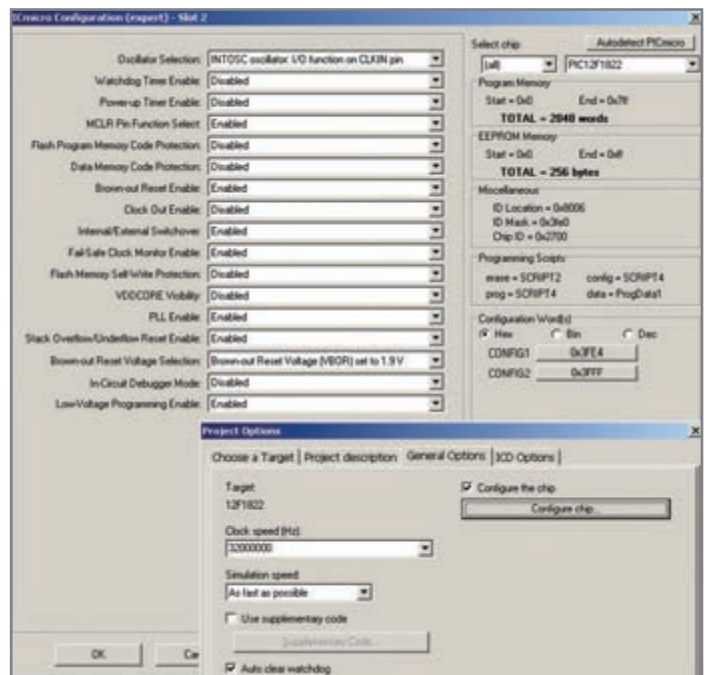 ICmicro Configuration (expert) - Slot 2
Oscillator Selection: INTOSC oscillator: I/O function on CLKIN pin
Watchdog Timer Enable: Disabled
Power-up Timer Enable: Disabled
MCLR Pin Function Select: Enabled
Flash Program Memory Code Protection: Disabled
Data Memory Code Protection: Disabled
Brown-out Reset Enable: Enabled
Clock Out Enable: Disabled
Internal/External Switchover: Enabled
Fail-Safe Clock Monitor Enable: Enabled
Flash Memory Self-Write Protection: Disabled
VDDCORE Visibility: Disabled
PLL Enable: Enabled
Stack Overflow/Underflow Reset Enable: Enabled
Brown-out Reset Voltage Selection: Brown-out Reset Voltage (VBOR) set to 1.9 V
In-Circuit Debugger Mode: Disabled
Low-Voltage Programming Enable: Enabled
Select chip Autodetect PICmicro
(all) PIC12F1822
Program Memory
Start = 0x0 End = 0x7ff
TOTAL = 2048 words
EEPROM Memory
Start = 0x0 End = 0xff
TOTAL = 256 bytes
Miscellaneous
ID Location = 0x8006
ID Mask = 0x3fe0
Chip ID = 0x2700
Programming Scripts
erase = SCRIPT2 config = SCRIPT4
prog = SCRIPT4 data = ProgData1
Configuration Word(s)
Hex Bin Dec
CONFIG1 0x3FE4
CONFIG2 0x3FFF
OK
Project Options
Choose a Target Project description General Options ICD Options
Target
12F1822
Configure the chip
Configure chip...
Clock speed (Hz)
32000000
Simulation speed
As fast as possible
Use supplementary code
Supplementary Code...
Auto clear watchdog